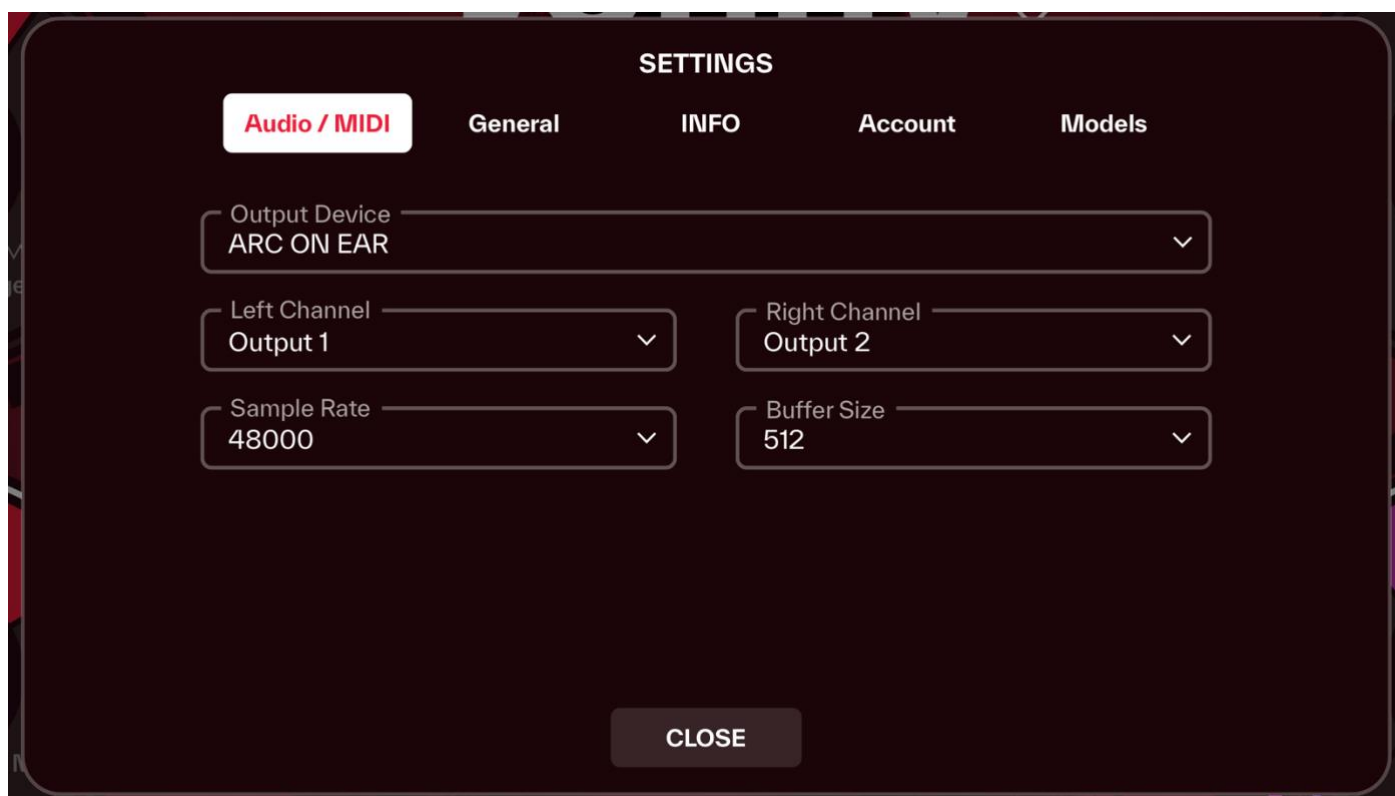 SETTINGS
Audio / MIDI General INFO Account Models
Output Device
ARC ON EAR
Left Channel Right Channel
Output 1 Output 2
Sample Rate Buffer Size
48000 512
CLOSE